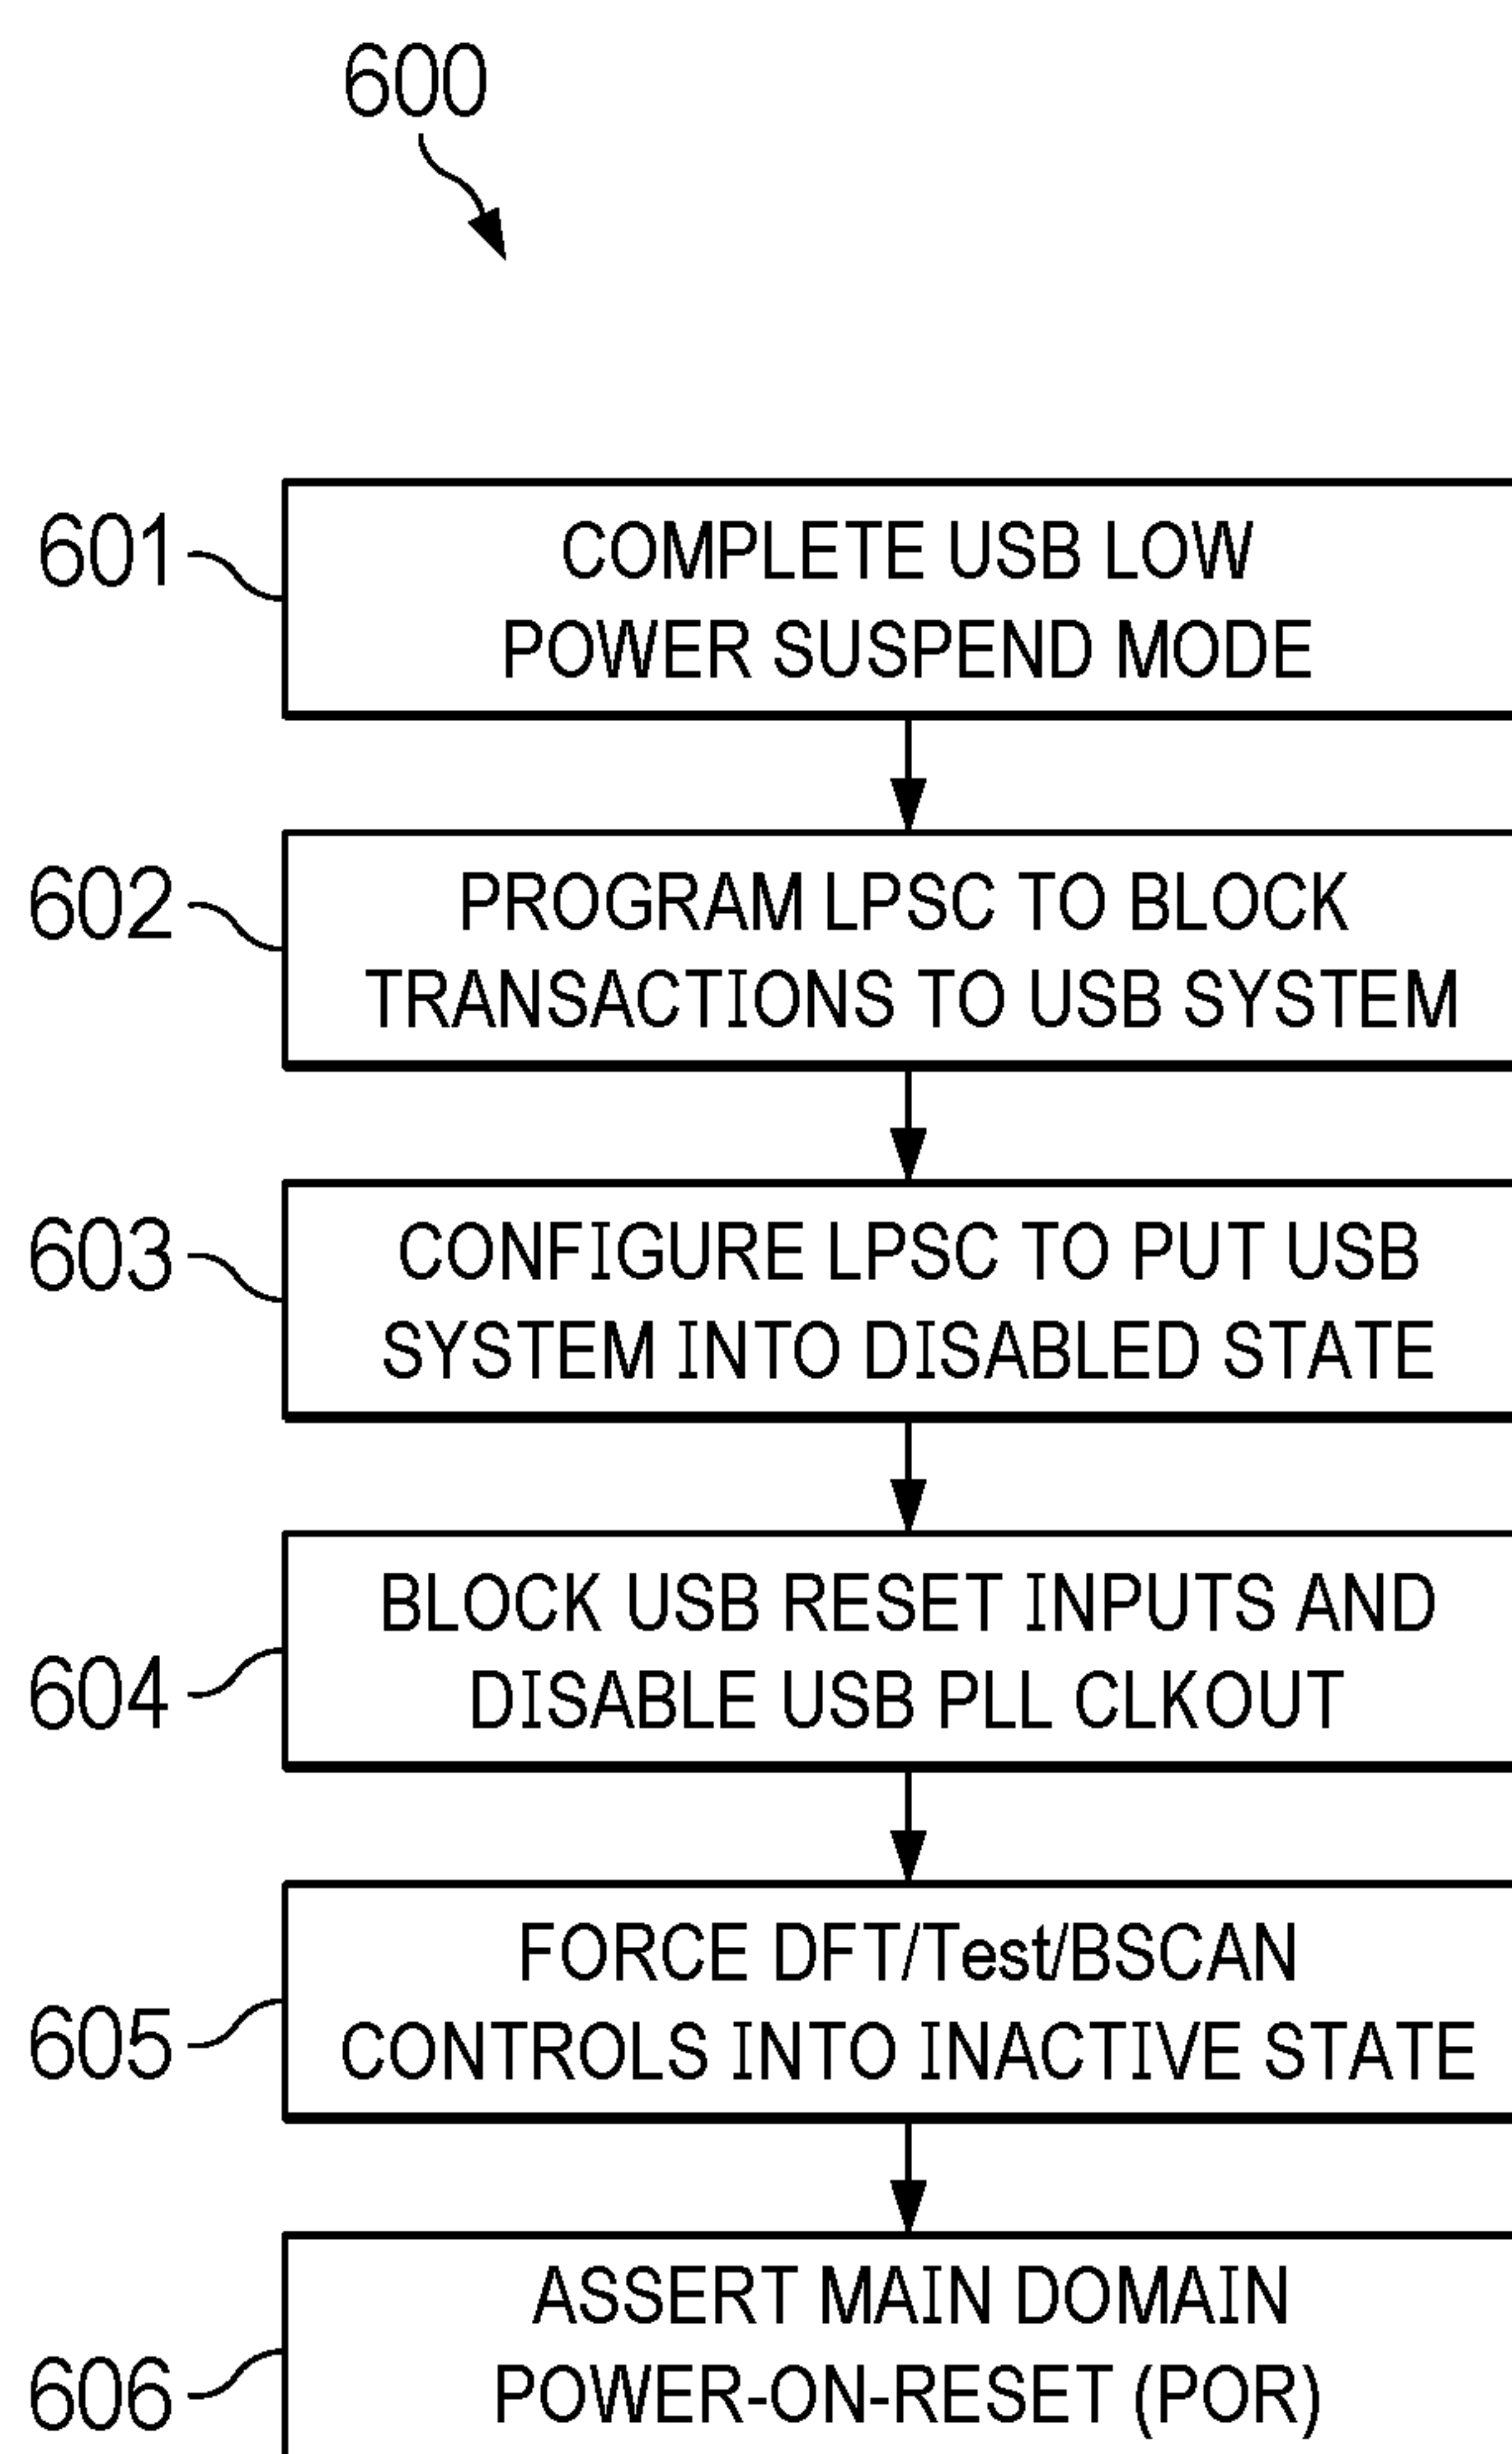 600
601
COMPLETE USB LOW
POWER SUSPEND MODE
602
PROGRAM LPSC TO BLOCK
TRANSACTIONS TO USB SYSTEM
603
CONFIGURE LPSC TO PUT USB
SYSTEM INTO DISABLED STATE
604
BLOCK USB RESET INPUTS AND
DISABLE USB PLL CLKOUT
605
FORCE DFT/Test/BSCAN
CONTROLS INTO INACTIVE STATE
606
ASSERT MAIN DOMAIN
POWER-ON-RESET (POR)